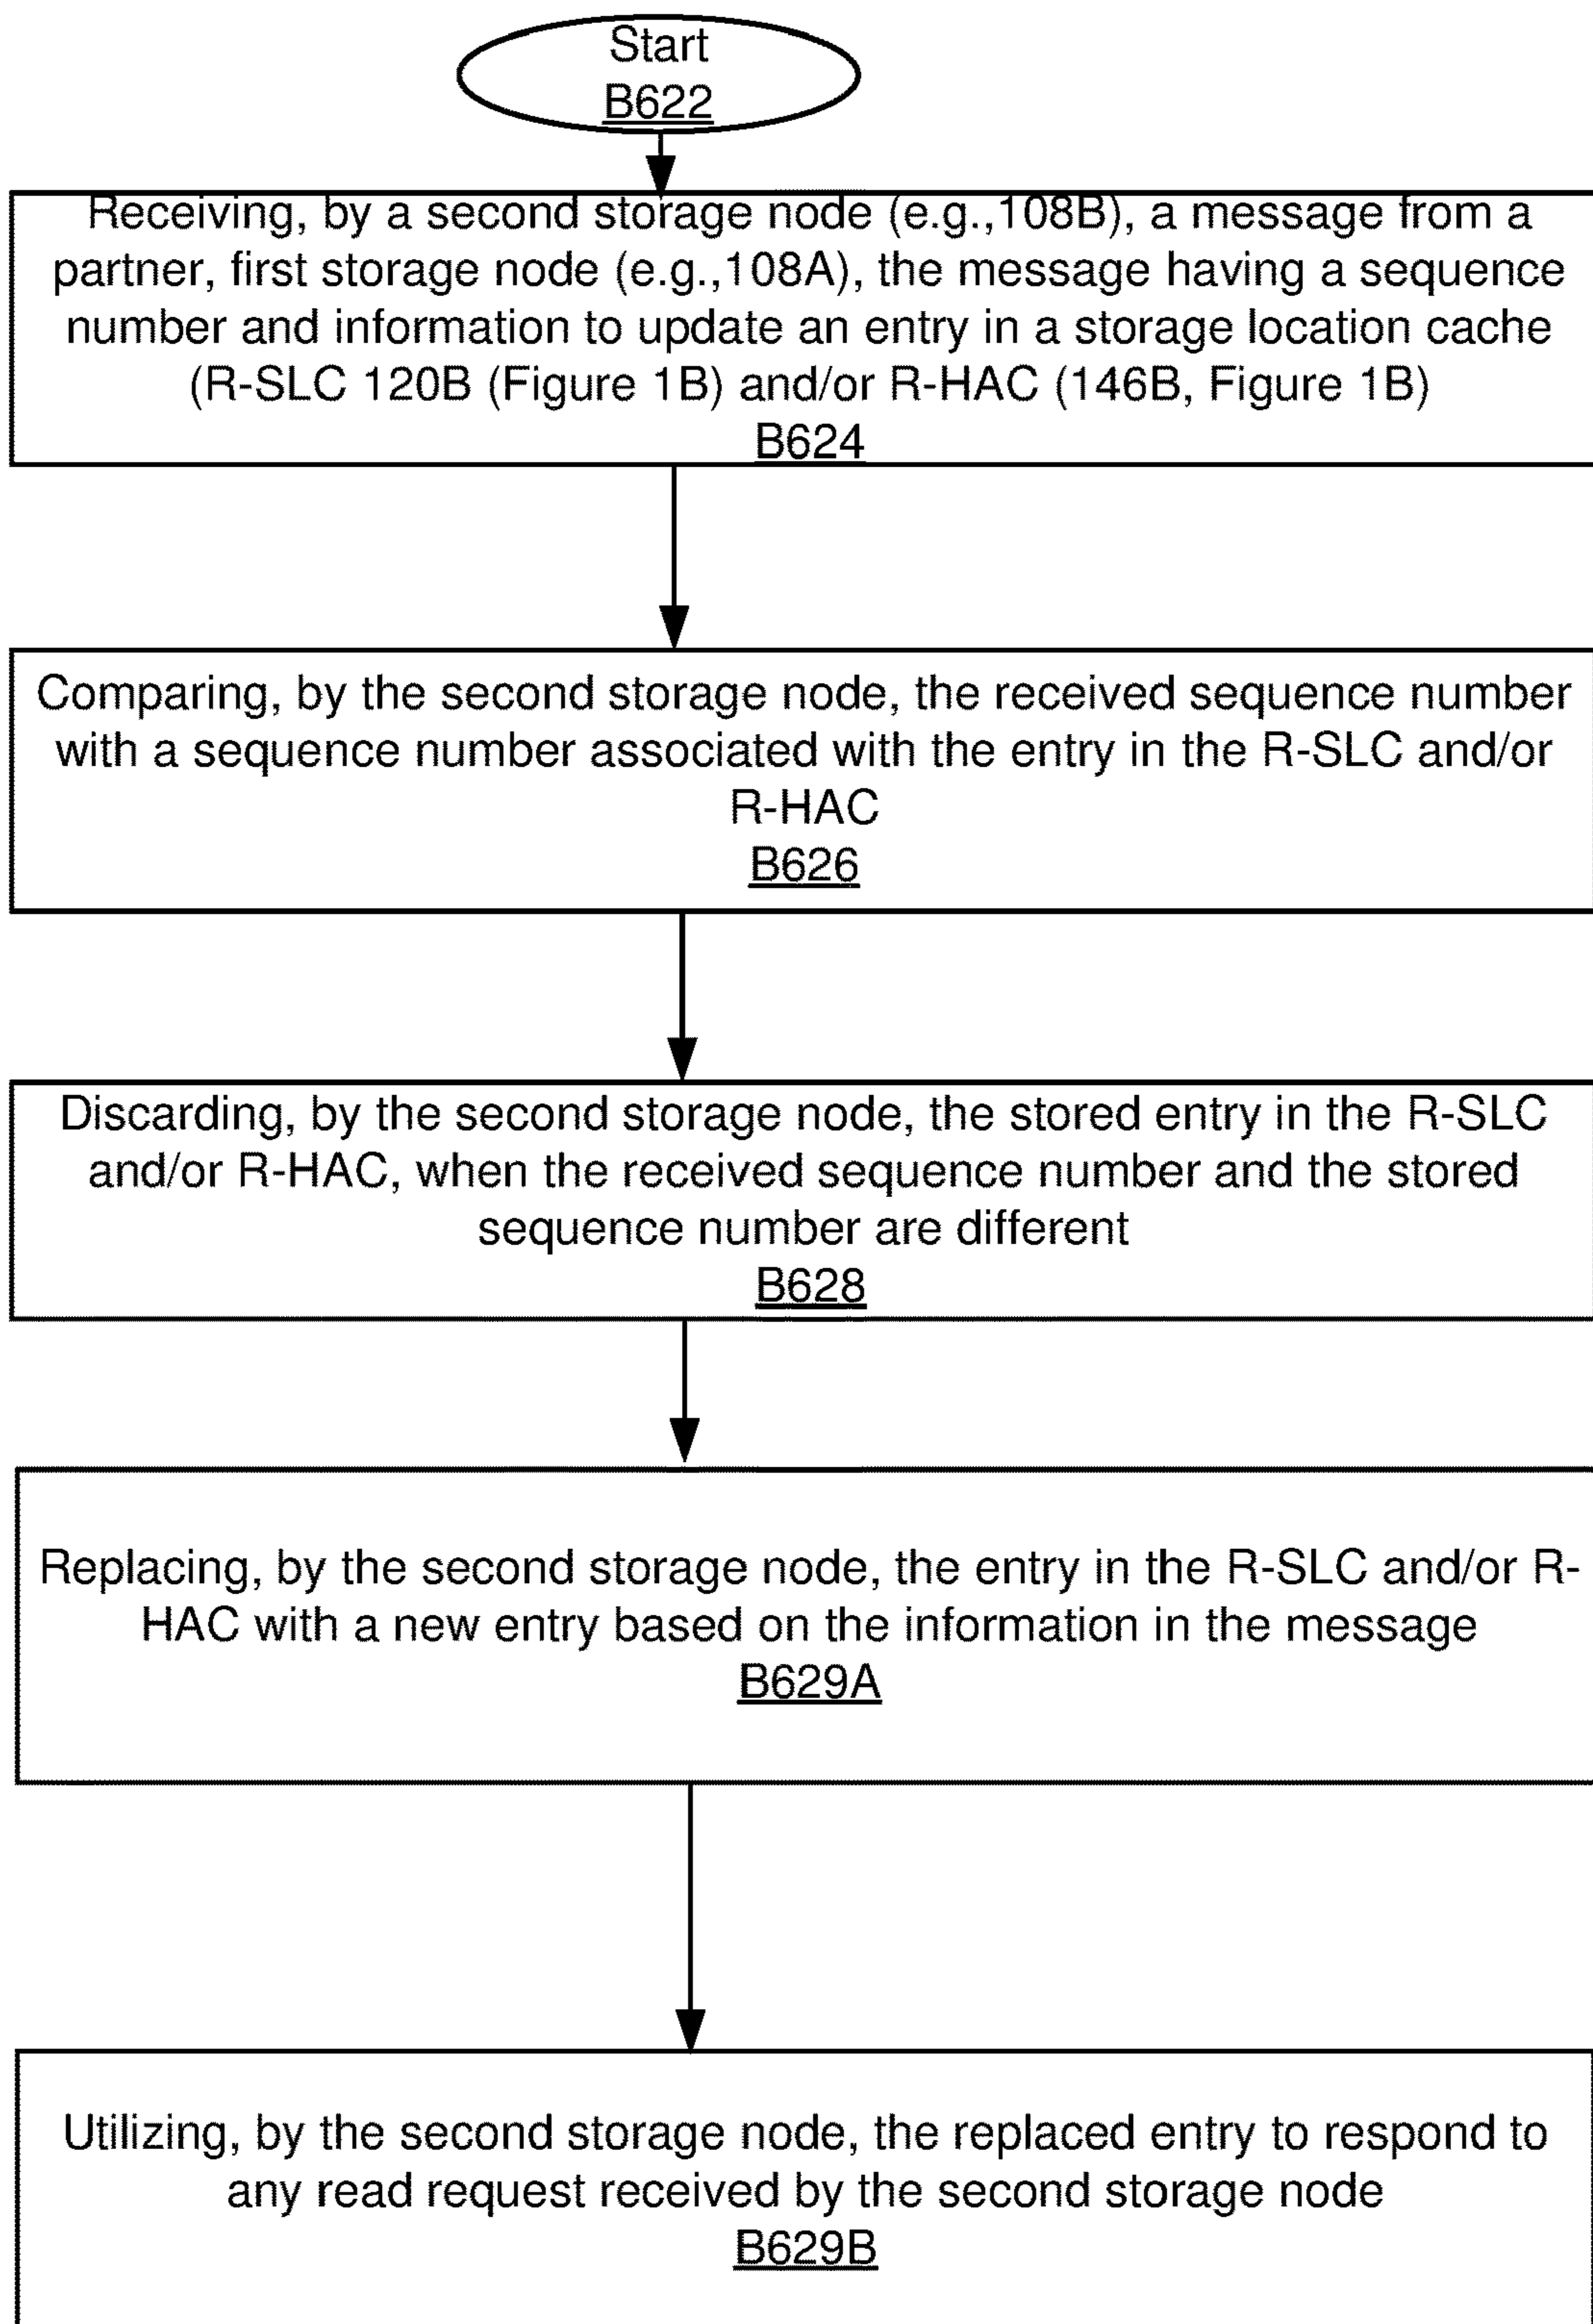 Start
B622
Receiving, by a second storage node (e.g.,108B), a message from a
partner, first storage node (e.g.,108A), the message having a sequence
number and information to update an entry in a storage location cache
(R-SLC 120B (Figure 1B) and/or R-HAC (146B, Figure 1B)
B624
Comparing, by the second storage node, the received sequence number
with a sequence number associated with the entry in the R-SLC and/or
R-HAC
B626
Discarding, by the second storage node, the stored entry in the R-SLC
and/or R-HAC, when the received sequence number and the stored
sequence number are different
B628
Replacing, by the second storage node, the entry in the R-SLC and/or R-
HAC with a new entry based on the information in the message
B629A
Utilizing, by the second storage node, the replaced entry to respond to
any read request received by the second storage node
B629B